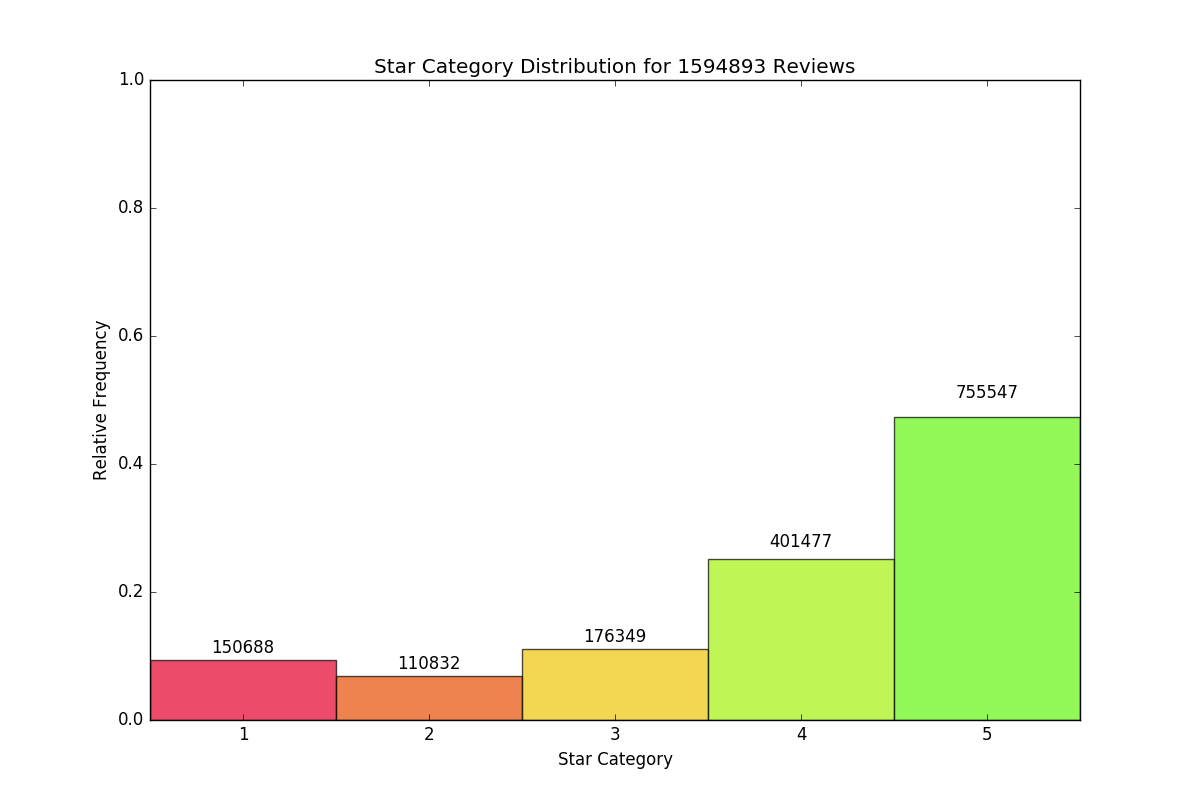 Star Category Distribution for 1594893 Reviews
1.0
0.8
0.6
0.4
0.2
0.0
Relative Frequency
755547
401477
176349
150688
110832
1 2 3 4 5
Star Category